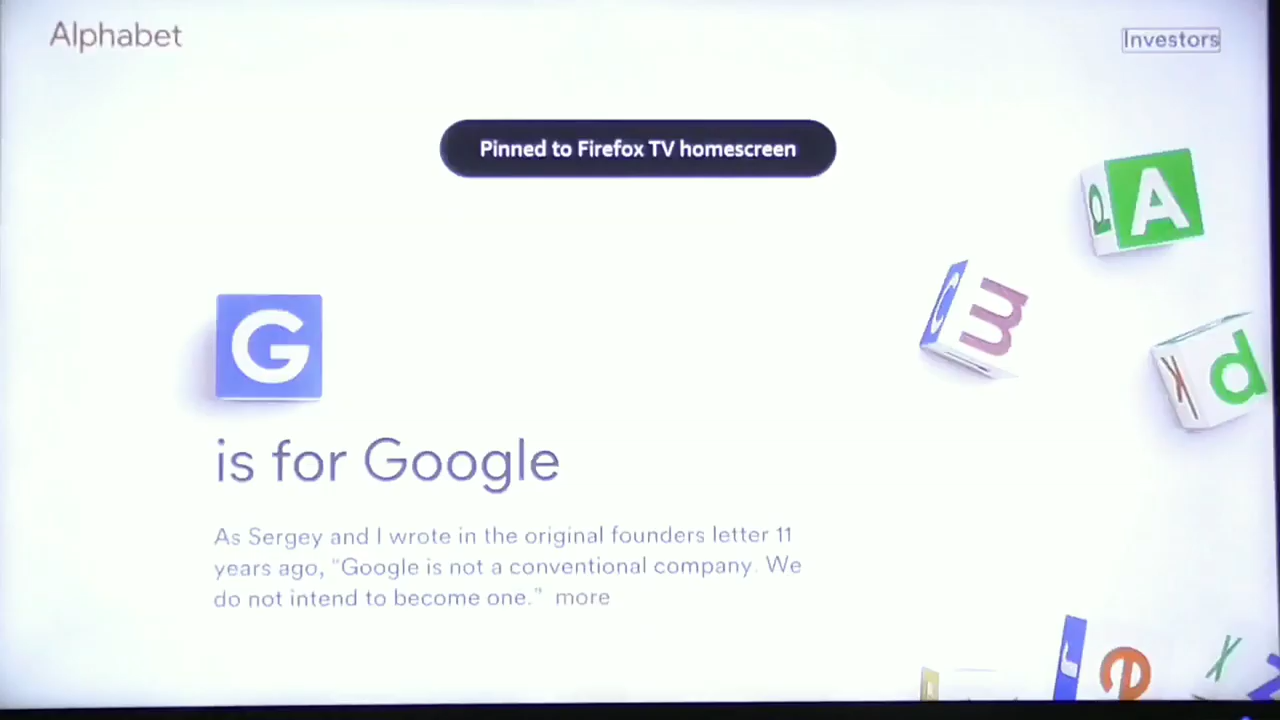 Alphabet
Investors
Pinned to Firefox TV homescreen
A
C m
d
G
is for Google
As Sergey and I wrote in the original founders letter 11
years ago, "Google is not a conventional company. We
do not intend to become one." more